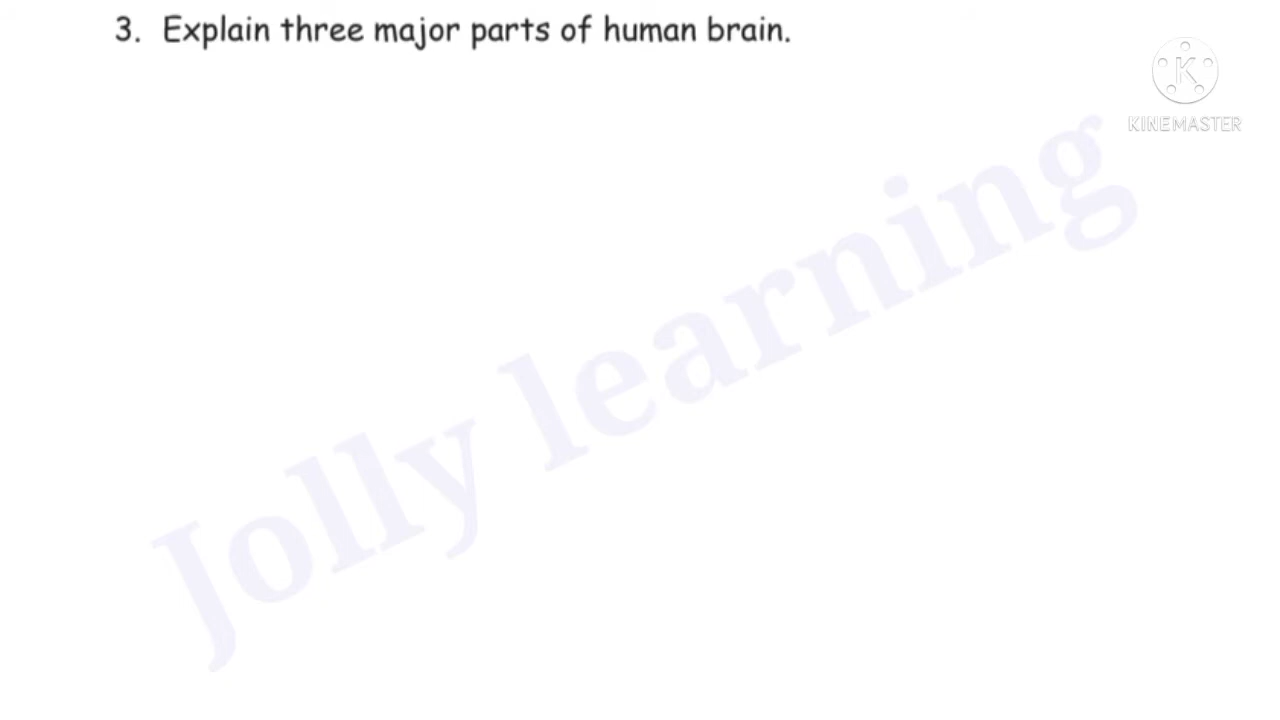 3. Explain three major parts of human brain.
K
KINEMASTER
Jolly learning